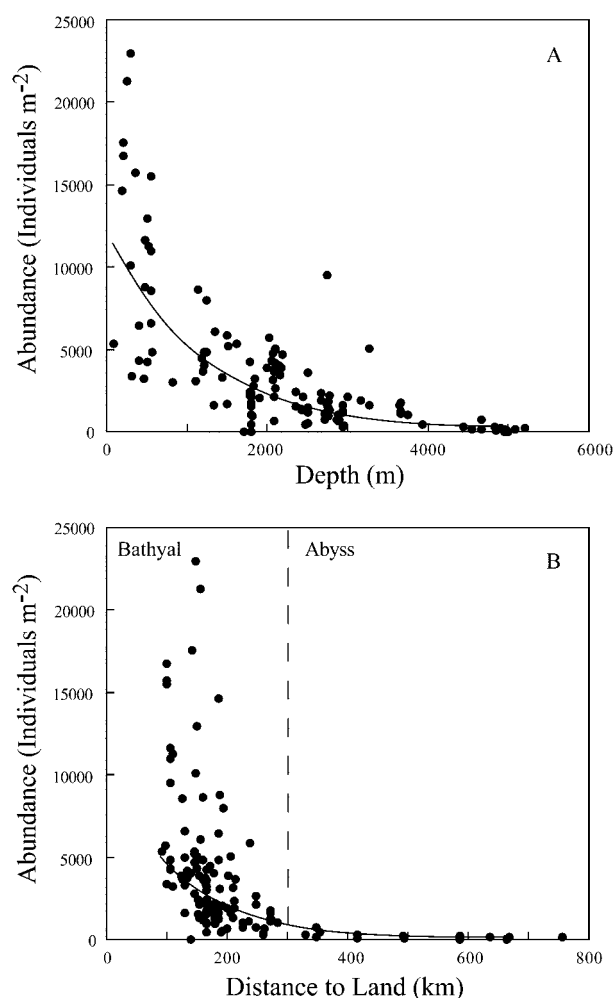 A
Abundance (Individuals m⁻²)
25000
20000
15000
10000
5000
0
0 2000 4000 6000
Depth (m)
Bathyal Abyss B
Abundance (Individuals m⁻²)
25000
20000
15000
10000
5000
0
0 200 400 600 800
Distance to Land (km)